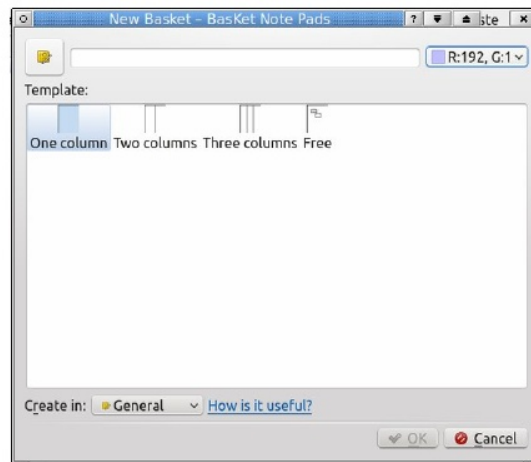 New Basket – BasKet Note Pads ? ste x
R:192, G:1
Template:
One column Two columns Three columns Free
Create in: General How is it useful?
OK Cancel